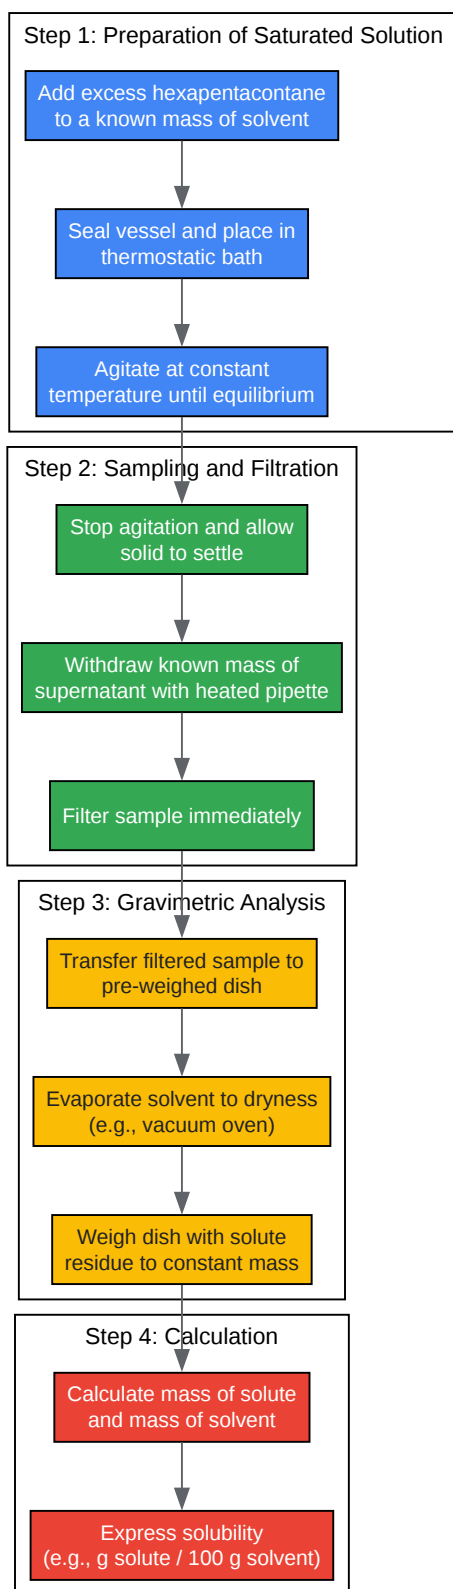 Step 1: Preparation of Saturated Solution
Add excess hexapentacontane
to a known mass of solvent
Seal vessel and place in
thermostatic bath
Agitate at constant
temperature until equilibrium
Step 2: Sampling and Filtration
Stop agitation and allow
solid to settle
Withdraw known mass of
supernatant with heated pipette
Filter sample immediately
Step 3: Gravimetric Analysis
Transfer filtered sample to
pre-weighed dish
Evaporate solvent to dryness
(e.g., vacuum oven)
Weigh dish with solute
residue to constant mass
Step 4: Calculation
Calculate mass of solute
and mass of solvent
Express solubility
(e.g., g solute / 100 g solvent)